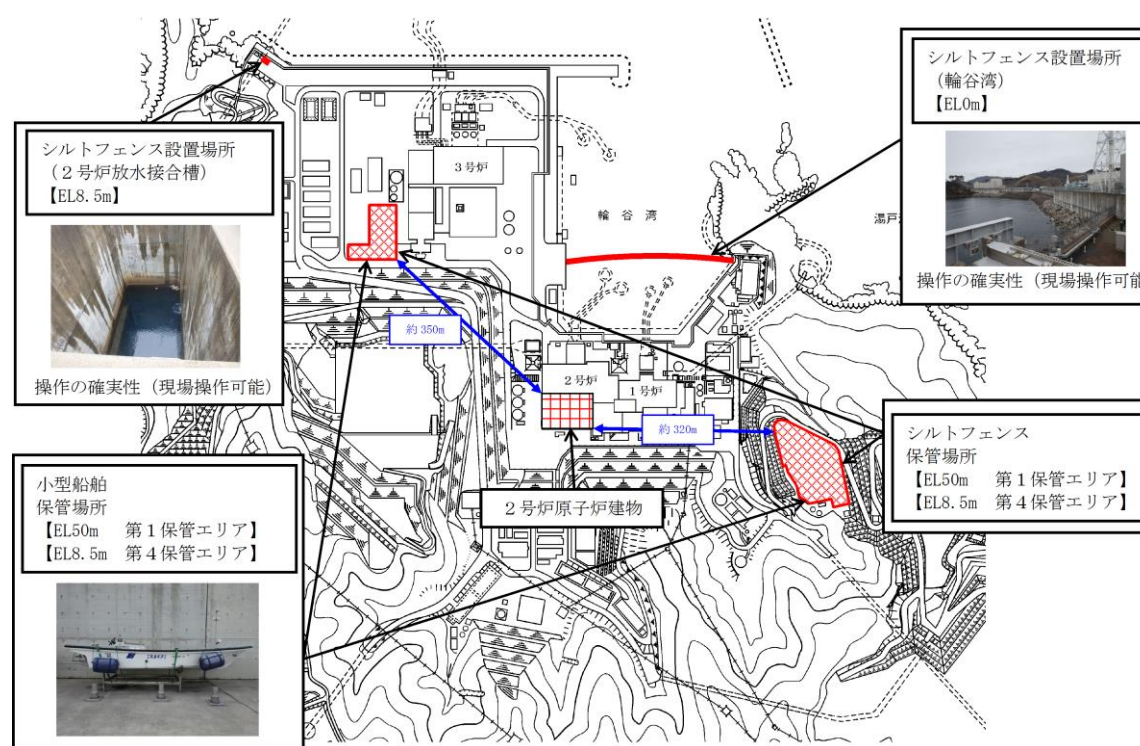 シルトフェンス設置場所
（２号炉放水接合槽）
【EL8.5m】
操作の確実性（現場操作可能）
シルトフェンス設置場所
（輪谷湾）
【EL0m】
操作の確実性（現場操作可能
３号炉
輪谷湾
湯戸
約350m
２号炉
１号炉
約320m
２号炉原子炉建物
シルトフェンス
保管場所
【EL50m　第１保管エリア】
【EL8.5m　第４保管エリア】
小型船舶
保管場所
【EL50m　第１保管エリア】
【EL8.5m　第４保管エリア】